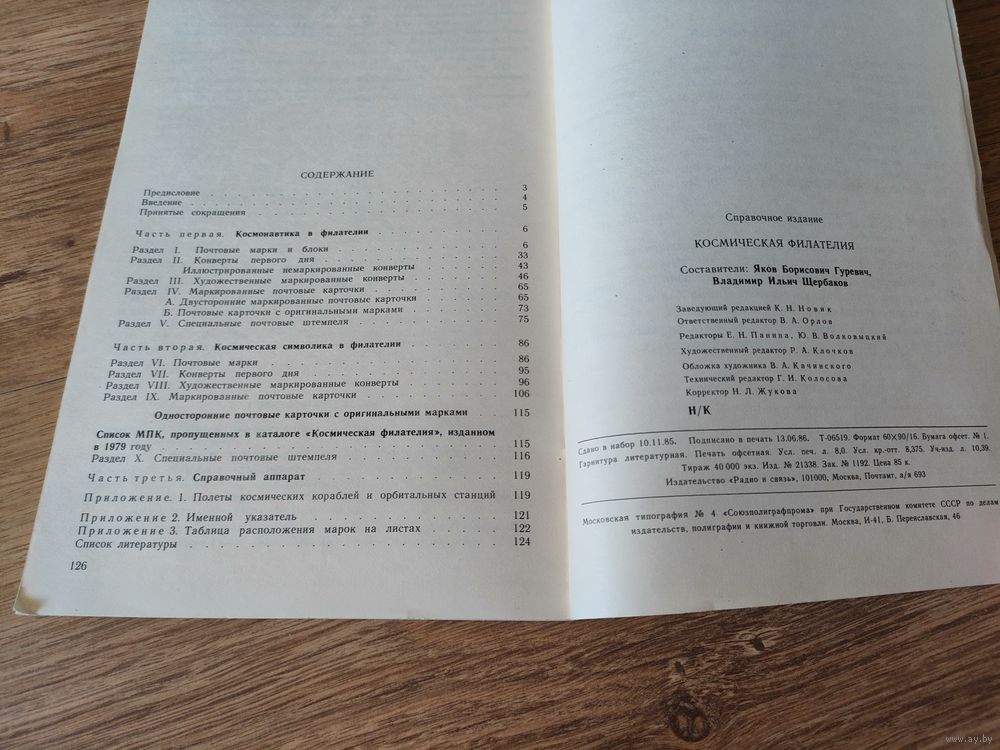 СОДЕРЖАНИЕ
Предисловие . . . 3
Введение . . . 4
Принятые сокращения . . . 5
Часть первая. Космонавтика в филателии . . . 6
Раздел I. Почтовые марки и блоки . . . 6
Раздел II. Конверты первого дня . . . 33
Иллюстрированные немаркированные конверты . . . 43
Раздел III. Художественные маркированные конверты . . . 46
Раздел IV. Маркированные почтовые карточки . . . 65
А. Двусторонние маркированные почтовые карточки . . . 65
Б. Почтовые карточки с оригинальными марками . . . 73
Раздел V. Специальные почтовые штемпеля . . . 75
Часть вторая. Космическая символика в филателии . . . 86
Раздел VI. Почтовые марки . . . 86
Раздел VII. Конверты первого дня . . . 95
Раздел VIII. Художественные маркированные конверты . . . 96
Раздел IX. Маркированные почтовые карточки . . . 106
Односторонние почтовые карточки с оригинальными марками . . . 115
Список МПК, пропущенных в каталоге «Космическая филателия», изданном
в 1979 году . . . 115
Раздел X. Специальные почтовые штемпеля . . . 116
Часть третья. Справочный аппарат . . . 119
Приложение. 1. Полеты космических кораблей и орбитальных станций 119
Приложение 2. Именной указатель . . . 121
Приложение 3. Таблица расположения марок на листах . . . 122
Список литературы . . . 124
126
Справочное издание
КОСМИЧЕСКАЯ ФИЛАТЕЛИЯ
Составители: Яков Борисович Гуревич,
Владимир Ильич Щербаков
Заведующий редакцией К. Н. Новик
Ответственный редактор В. А. Орлов
Редакторы Е. Н. Панина, Ю. В. Волковыцкий
Художественный редактор Р. А. Клочков
Обложка художника В. А. Качинского
Технический редактор Г. И. Колосова
Корректор Н. Л. Жукова
Н/К
Сдано в набор 10.11.85. Подписано в печать 13.06.86. Т-06519. Формат 60×90/16. Бумага офсет. № 1.
Гарнитура литературная. Печать офсетная. Усл. печ. л. 8,0. Усл. кр.-отт. 8,375. Уч-изд. л. 10,39.
Тираж 40 000 экз. Изд. № 21338. Зак. № 1192. Цена 85 к.
Издательство «Радио и связь», 101000, Москва, Почтамт, а/я 693
Московская типография № 4 «Союзполиграфпрома» при Государственном комитете СССР по делам
издательств, полиграфии и книжной торговли. Москва, И-41, Б. Переяславская, 46
www.ay.by